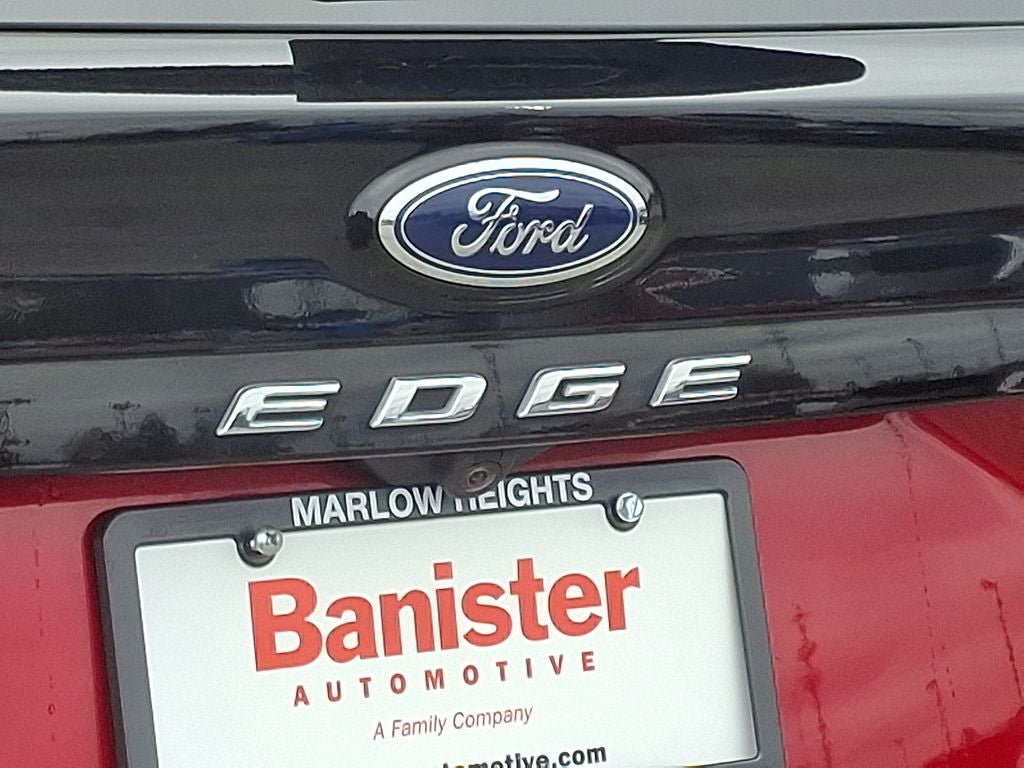 Ford
EDGE
MARLOW HEIGHTS
Banister
AUTOMOTIVE
A Family Company